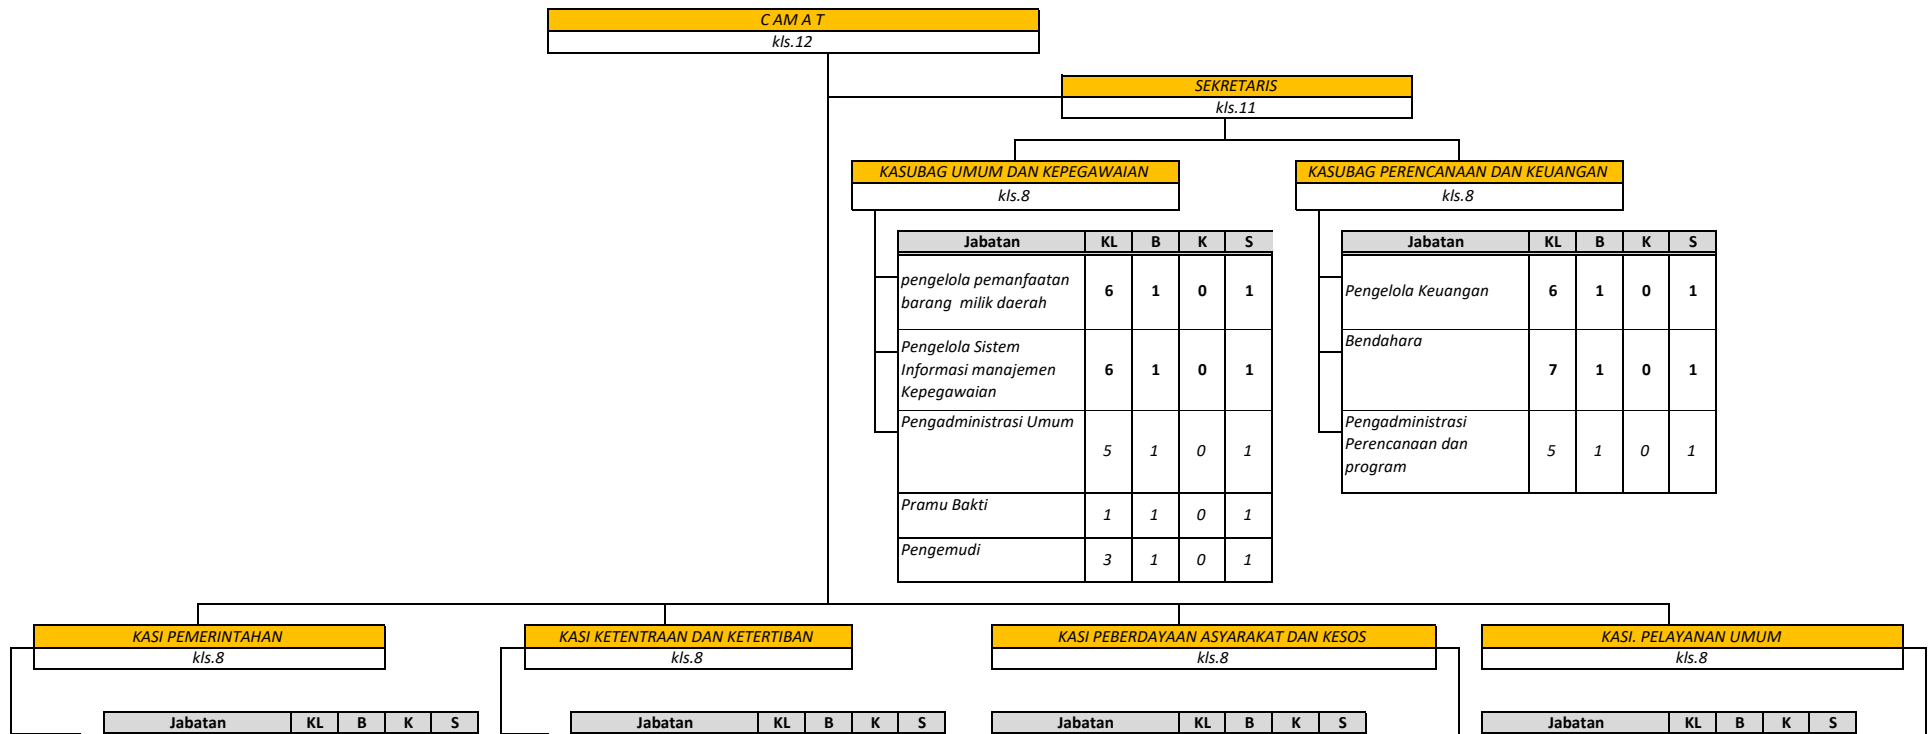 C AM A T
kls.12
SEKRETARIS
kls.11
KASUBAG UMUM DAN KEPEGAWAIAN
kls.8
KASUBAG PERENCANAAN DAN KEUANGAN
kls.8
Jabatan KL B K S
pengelola pemanfaatan
barang milik daerah
6 1 0 1
Pengelola Sistem
Informasi manajemen
Kepegawaian
6 1 0 1
Pengadministrasi Umum
5 1 0 1
Pramu Bakti
1 1 0 1
Pengemudi
3 1 0 1
Jabatan KL B K S
Pengelola Keuangan 6 1 0 1
Bendahara
7 1 0 1
Pengadministrasi
Perencanaan dan
program
5 1 0 1
KASI PEMERINTAHAN
kls.8
Jabatan KL B K S
KASI KETENTRAAN DAN KETERTIBAN
kls.8
Jabatan KL B K S
KASI PEBERDAYAAN ASYARAKAT DAN KESOS
kls.8
Jabatan KL B K S
KASI. PELAYANAN UMUM
kls.8
Jabatan KL B K S